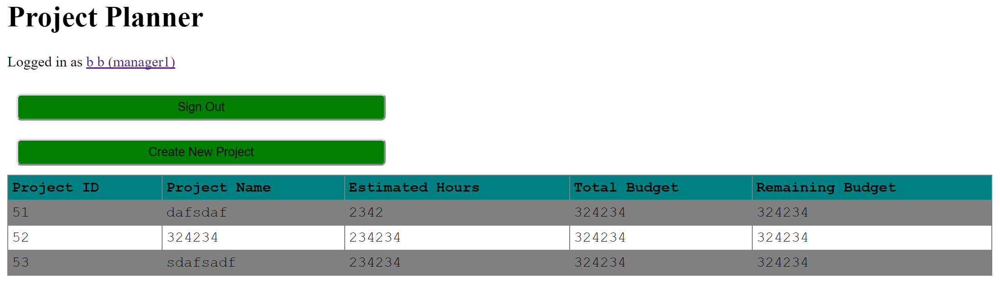 Project Planner
Logged in as b b (manager1)
Sign Out
Create New Project
Project ID Project Name Estimated Hours Total Budget Remaining Budget
51 dafsdaf 2342 324234 324234
52 324234 234234 324234 324234
53 sdafsadf 234234 324234 324234